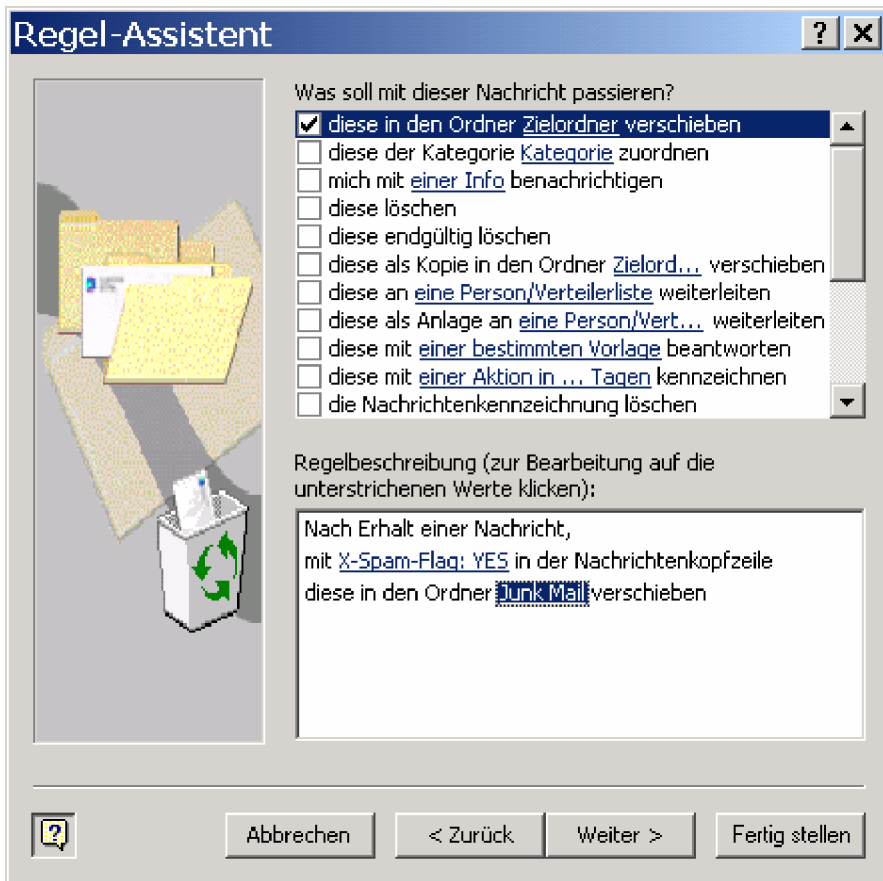 Regel-Assistent
Was soll mit dieser Nachricht passieren?
diese in den Ordner Zielordner verschieben
diese der Kategorie Kategorie zuordnen
mich mit einer Info benachrichtigen
diese löschen
diese endgültig löschen
diese als Kopie in den Ordner Zielord... verschieben
diese an eine Person/Verteilerliste weiterleiten
diese als Anlage an eine Person/Vert... weiterleiten
diese mit einer bestimmten Vorlage beantworten
diese mit einer Aktion in ... Tagen kennzeichnen
die Nachrichtenkennzeichnung löschen
Regelbeschreibung (zur Bearbeitung auf die
unterstrichenen Werte klicken):
Nach Erhalt einer Nachricht,
mit X-Spam-Flag: YES in der Nachrichtenkopfzeile
diese in den Ordner Junk Mail verschieben
Abbrechen
< Zurück
Weiter >
Fertig stellen